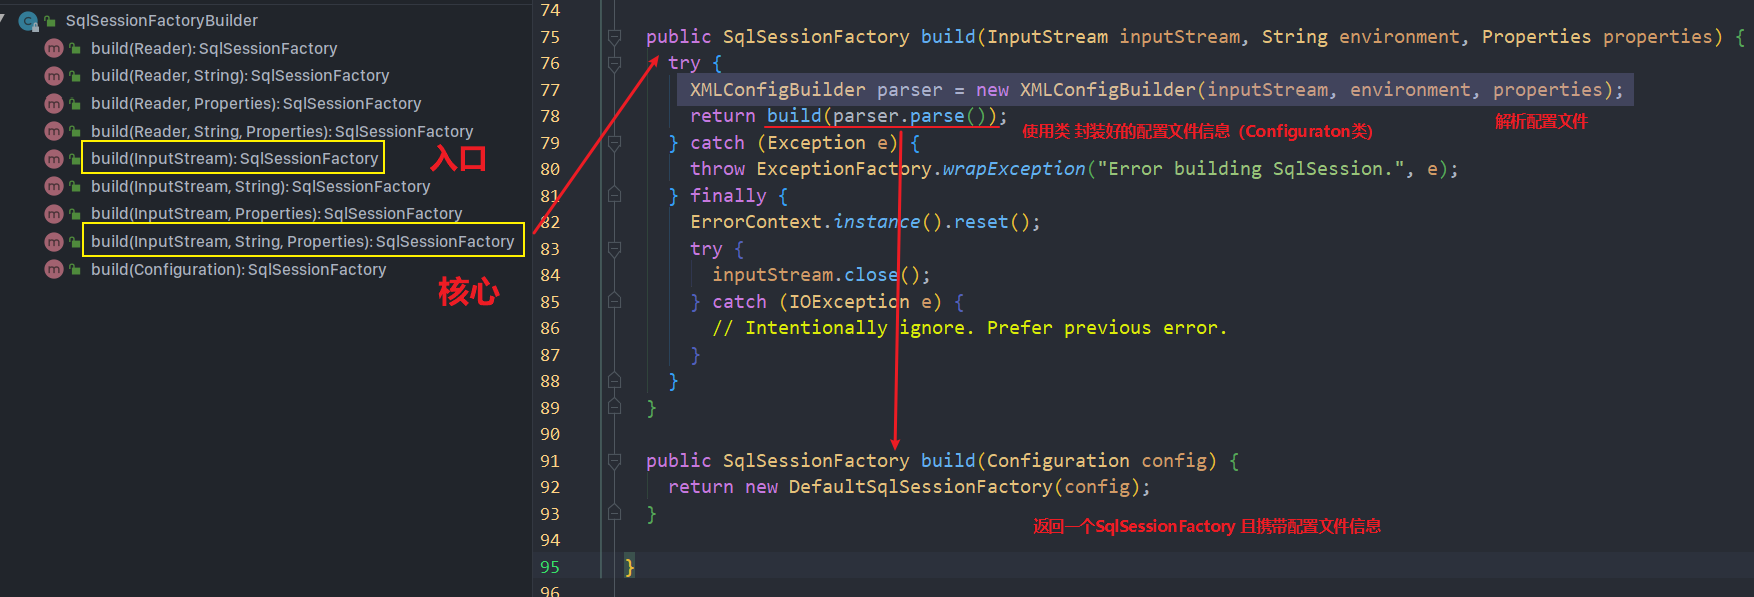 SqlSessionFactoryBuilder
build(Reader): SqlSessionFactory
build(Reader, String): SqlSessionFactory
build(Reader, Properties): SqlSessionFactory
build(Reader, String, Properties): SqlSessionFactory
build(InputStream): SqlSessionFactory
入口
build(InputStream, String): SqlSessionFactory
build(InputStream, Properties): SqlSessionFactory
build(InputStream, String, Properties): SqlSessionFactory
build(Configuration): SqlSessionFactory
核心
74
75 public SqlSessionFactory build(InputStream inputStream, String environment, Properties properties) {
76 try {
77 XMLConfigBuilder parser = new XMLConfigBuilder(inputStream, environment, properties);
78 return build(parser.parse());
使用类 封装好的配置文件信息（Configuraton类）
解析配置文件
79 } catch (Exception e) {
80 throw ExceptionFactory.wrapException("Error building SqlSession.", e);
81 } finally {
82 ErrorContext.instance().reset();
83 try {
84 inputStream.close();
85 } catch (IOException e) {
86 // Intentionally ignore. Prefer previous error.
87 }
88 }
89 }
90
91 public SqlSessionFactory build(Configuration config) {
92 return new DefaultSqlSessionFactory(config);
93 }
返回一个SqlSessionFactory 且携带配置文件信息
94
95 }
96